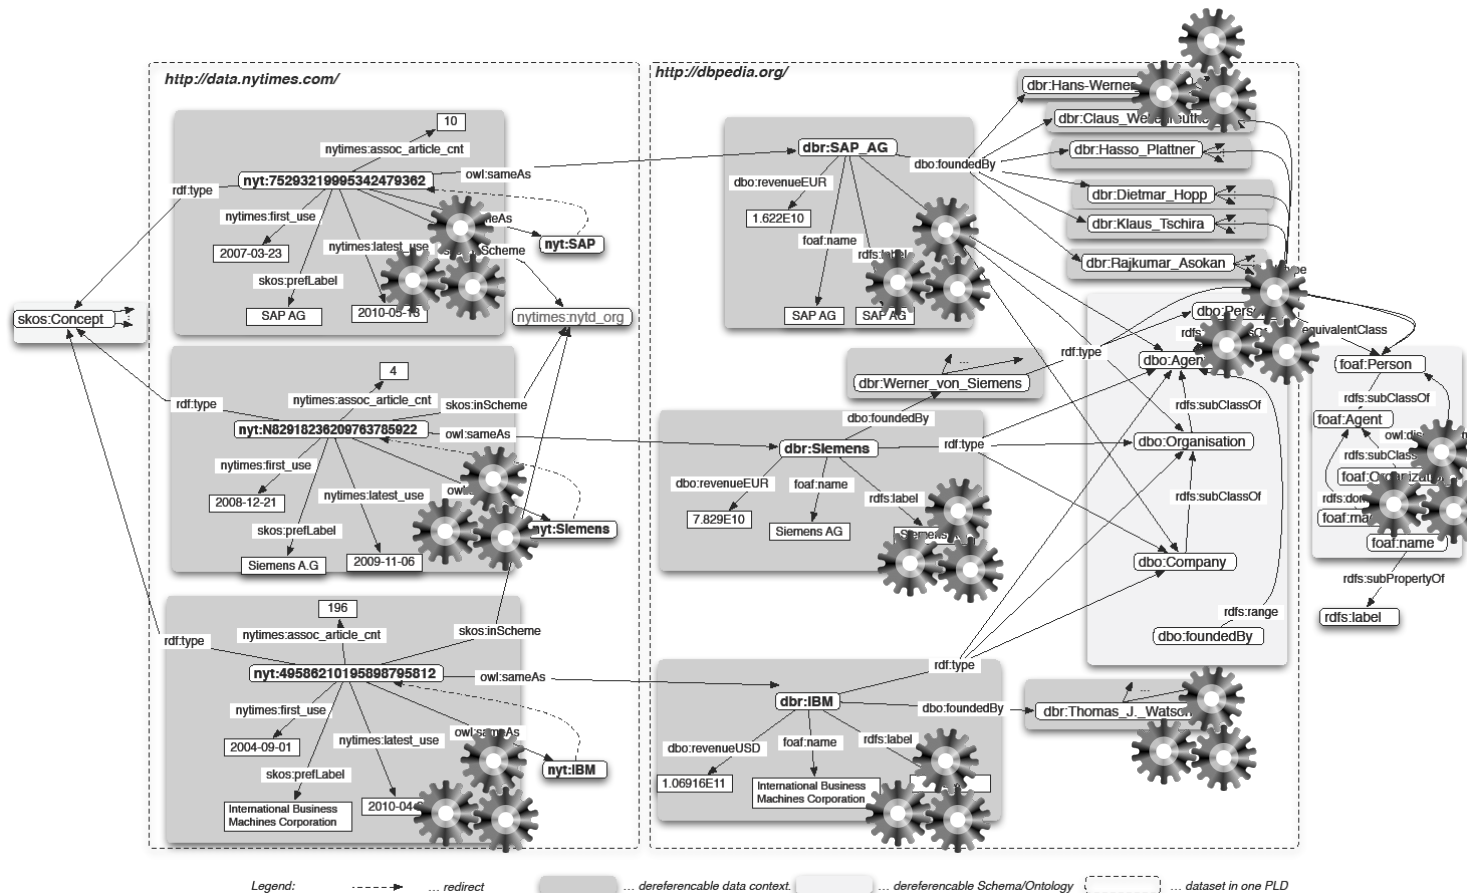 http://data.nytimes.com/
10
nytimes:assoc_article_cnt
owl:sameAs
rdf:type
nyt:75293219995342479362
nytimes:first_use
2007-03-23
nytimes:latest_use
nyt:SAP
skos:prefLabel
SAP AG
skos:Concept
nytimes:nytd_org
4
nytimes:assoc_article_cnt
rdf:type
skos:inScheme
nyt:N82918236209763785922
owl:sameAs
nytimes:first_use
2008-12-21
nytimes:latest_use
skos:prefLabel
nyt:Siemens
Siemens A.G
2009-11-06
196
nytimes:assoc_article_cnt
skos:inScheme
rdf:type
nyt:49586210195898795812
owl:sameAs
nytimes:first_use
2004-09-01
nytimes:latest_use
owl:sameAs
skos:prefLabel
nyt:IBM
International Business
Machines Corporation
http://dbpedia.org/
dbr:SAP_AG
dbo:foundedBy
dbo:revenueEUR
1.622E10
foaf:name
rdfs:label
SAP AG
SAP AG
dbr:Hasso_Plattner
dbr:Dietmar_Hopp
dbr:Klaus_Tschira
dbr:Rajkumar_Asokan
rdf:type
...
dbr:Werner_von_Siemens
dbo:foundedBy
dbr:Siemens
rdf:type
dbo:revenueEUR
foaf:name
rdfs:label
7.829E10
Siemens AG
rdfs:subClassOf
dbo:Organisation
rdfs:subClassOf
dbo:Company
rdfs:range
dbo:foundedBy
rdf:type
dbr:IBM
dbo:foundedBy
...
dbo:revenueUSD
foaf:name
rdfs:label
1.06916E11
International Business
Machines Corporation
equivalentClass
foaf:Person
rdfs:subClassOf
foaf:Agent
foaf:name
rdfs:subPropertyOf
rdfs:label
Legend:
... redirect
... dereferencable data context.
... dereferencable Schema/Ontology
... dataset in one PLD